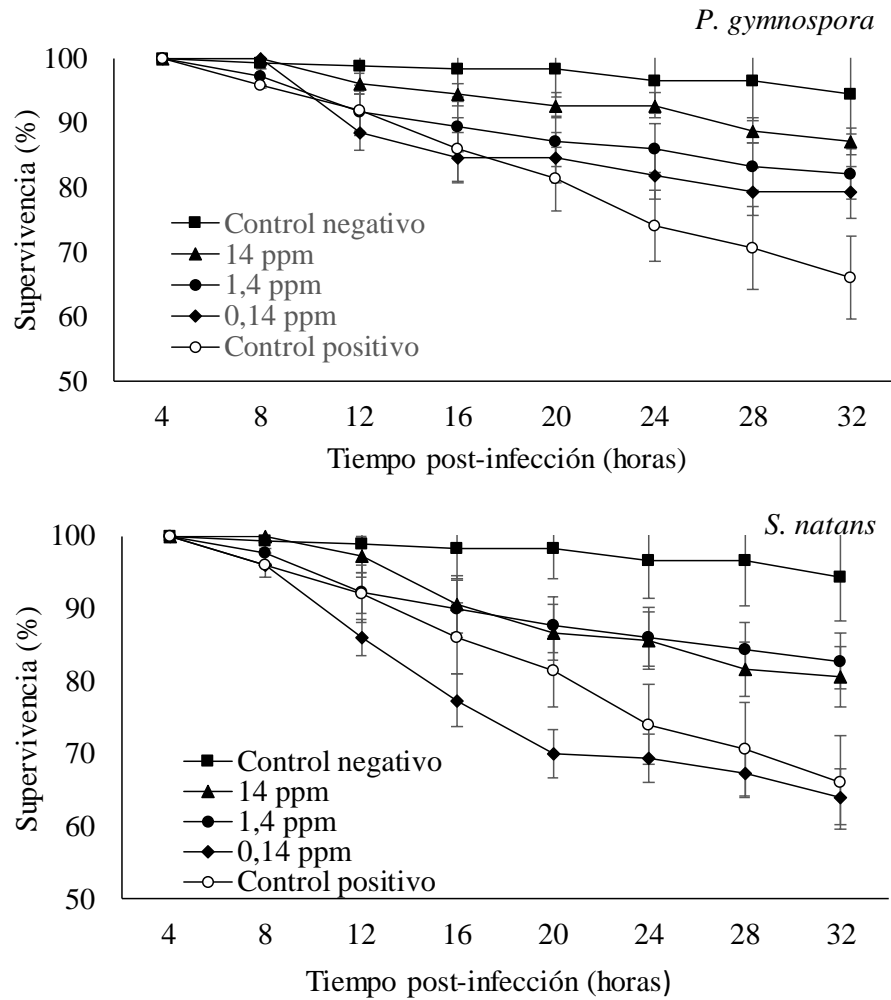 P. gymnospora
100
90
80
70
60
50
Supervivencia (%)
Control negativo
14 ppm
1,4 ppm
0,14 ppm
Control positivo
4 8 12 16 20 24 28 32
Tiempo post-infección (horas)
S. natans
100
90
80
70
60
50
Supervivencia (%)
Control negativo
14 ppm
1,4 ppm
0,14 ppm
Control positivo
4 8 12 16 20 24 28 32
Tiempo post-infección (horas)